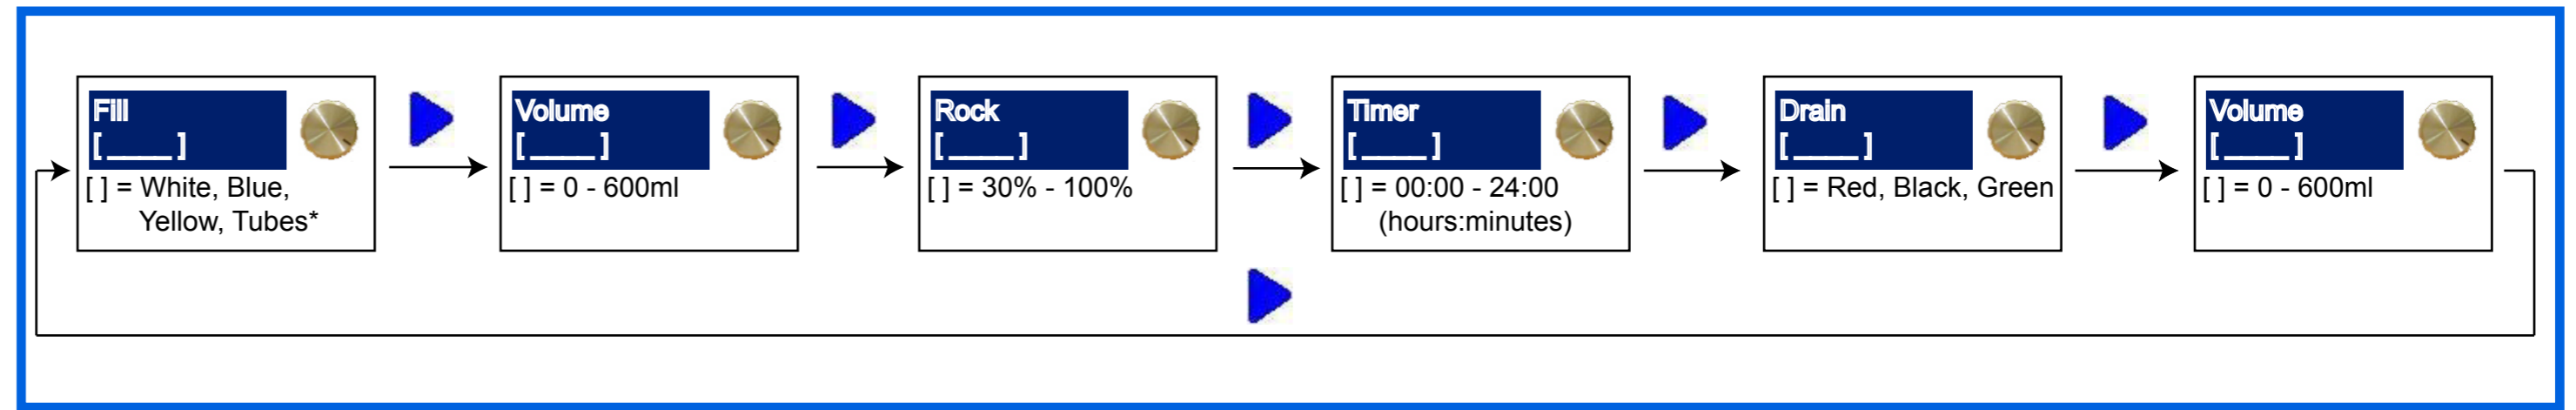 Fill
[ ____ ]
[ ] = White, Blue,
Yellow, Tubes*
Volume
[ ____ ]
[ ] = 0 - 600ml
Rock
[ ____ ]
[ ] = 30% - 100%
Timer
[ ____ ]
[ ] = 00:00 - 24:00
(hours:minutes)
Drain
[ ____ ]
[ ] = Red, Black, Green
Volume
[ ____ ]
[ ] = 0 - 600ml